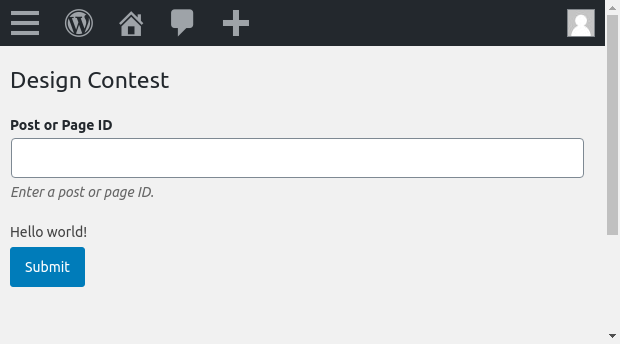 Design Contest
Post or Page ID
Enter a post or page ID.
Hello world!
Submit